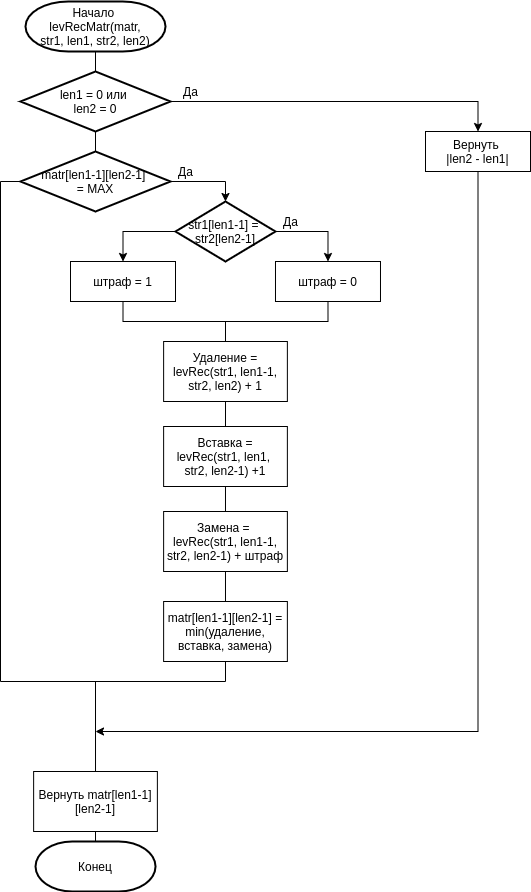 Начало
levRecMatr(matr,
str1, len1, str2, len2)
len1 = 0 или
len2 = 0
Да
Вернуть
|len2 - len1|
matr[len1-1][len2-1]
= MAX
Да
str1[len1-1] =
str2[len2-1]
Да
штраф = 1
штраф = 0
Удаление =
levRec(str1, len1-1,
str2, len2) + 1
Вставка =
levRec(str1, len1,
str2, len2-1) +1
Замена =
levRec(str1, len1-1,
str2, len2-1) + штраф
matr[len1-1][len2-1] =
min(удаление,
вставка, замена)
Вернуть matr[len1-1]
[len2-1]
Конец